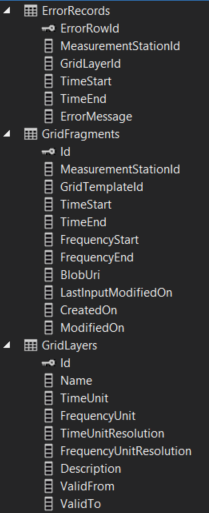 ErrorRecords
ErrorRowId
MeasurementStationId
GridLayerId
TimeStart
TimeEnd
ErrorMessage
GridFragments
Id
MeasurementStationId
GridTemplateId
TimeStart
TimeEnd
FrequencyStart
FrequencyEnd
BlobUri
LastInputModifiedOn
CreatedOn
ModifiedOn
GridLayers
Id
Name
TimeUnit
FrequencyUnit
TimeUnitResolution
FrequencyUnitResolution
Description
ValidFrom
ValidTo